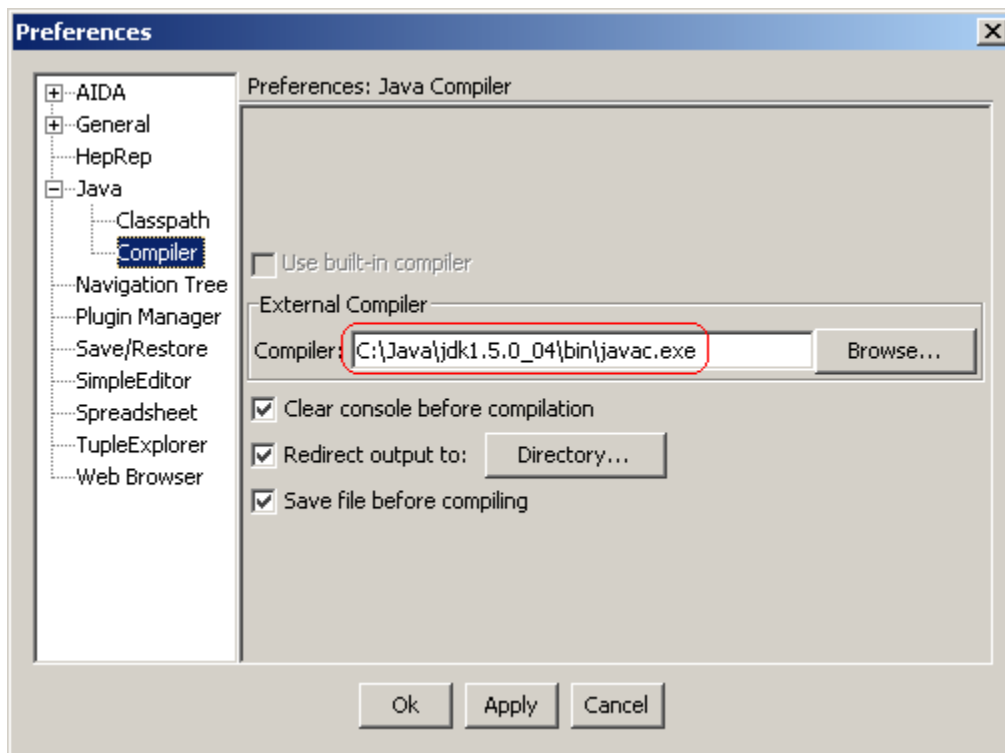 Preferences
AIDA
General
HepRep
Java
Classpath
Compiler
Navigation Tree
Plugin Manager
Save/Restore
SimpleEditor
Spreadsheet
TupleExplorer
Web Browser
Preferences: Java Compiler
Use built-in compiler
External Compiler
Compiler: C:\Java\jdk1.5.0_04\bin\javac.exe Browse...
Clear console before compilation
Redirect output to: Directory...
Save file before compiling
Ok Apply Cancel